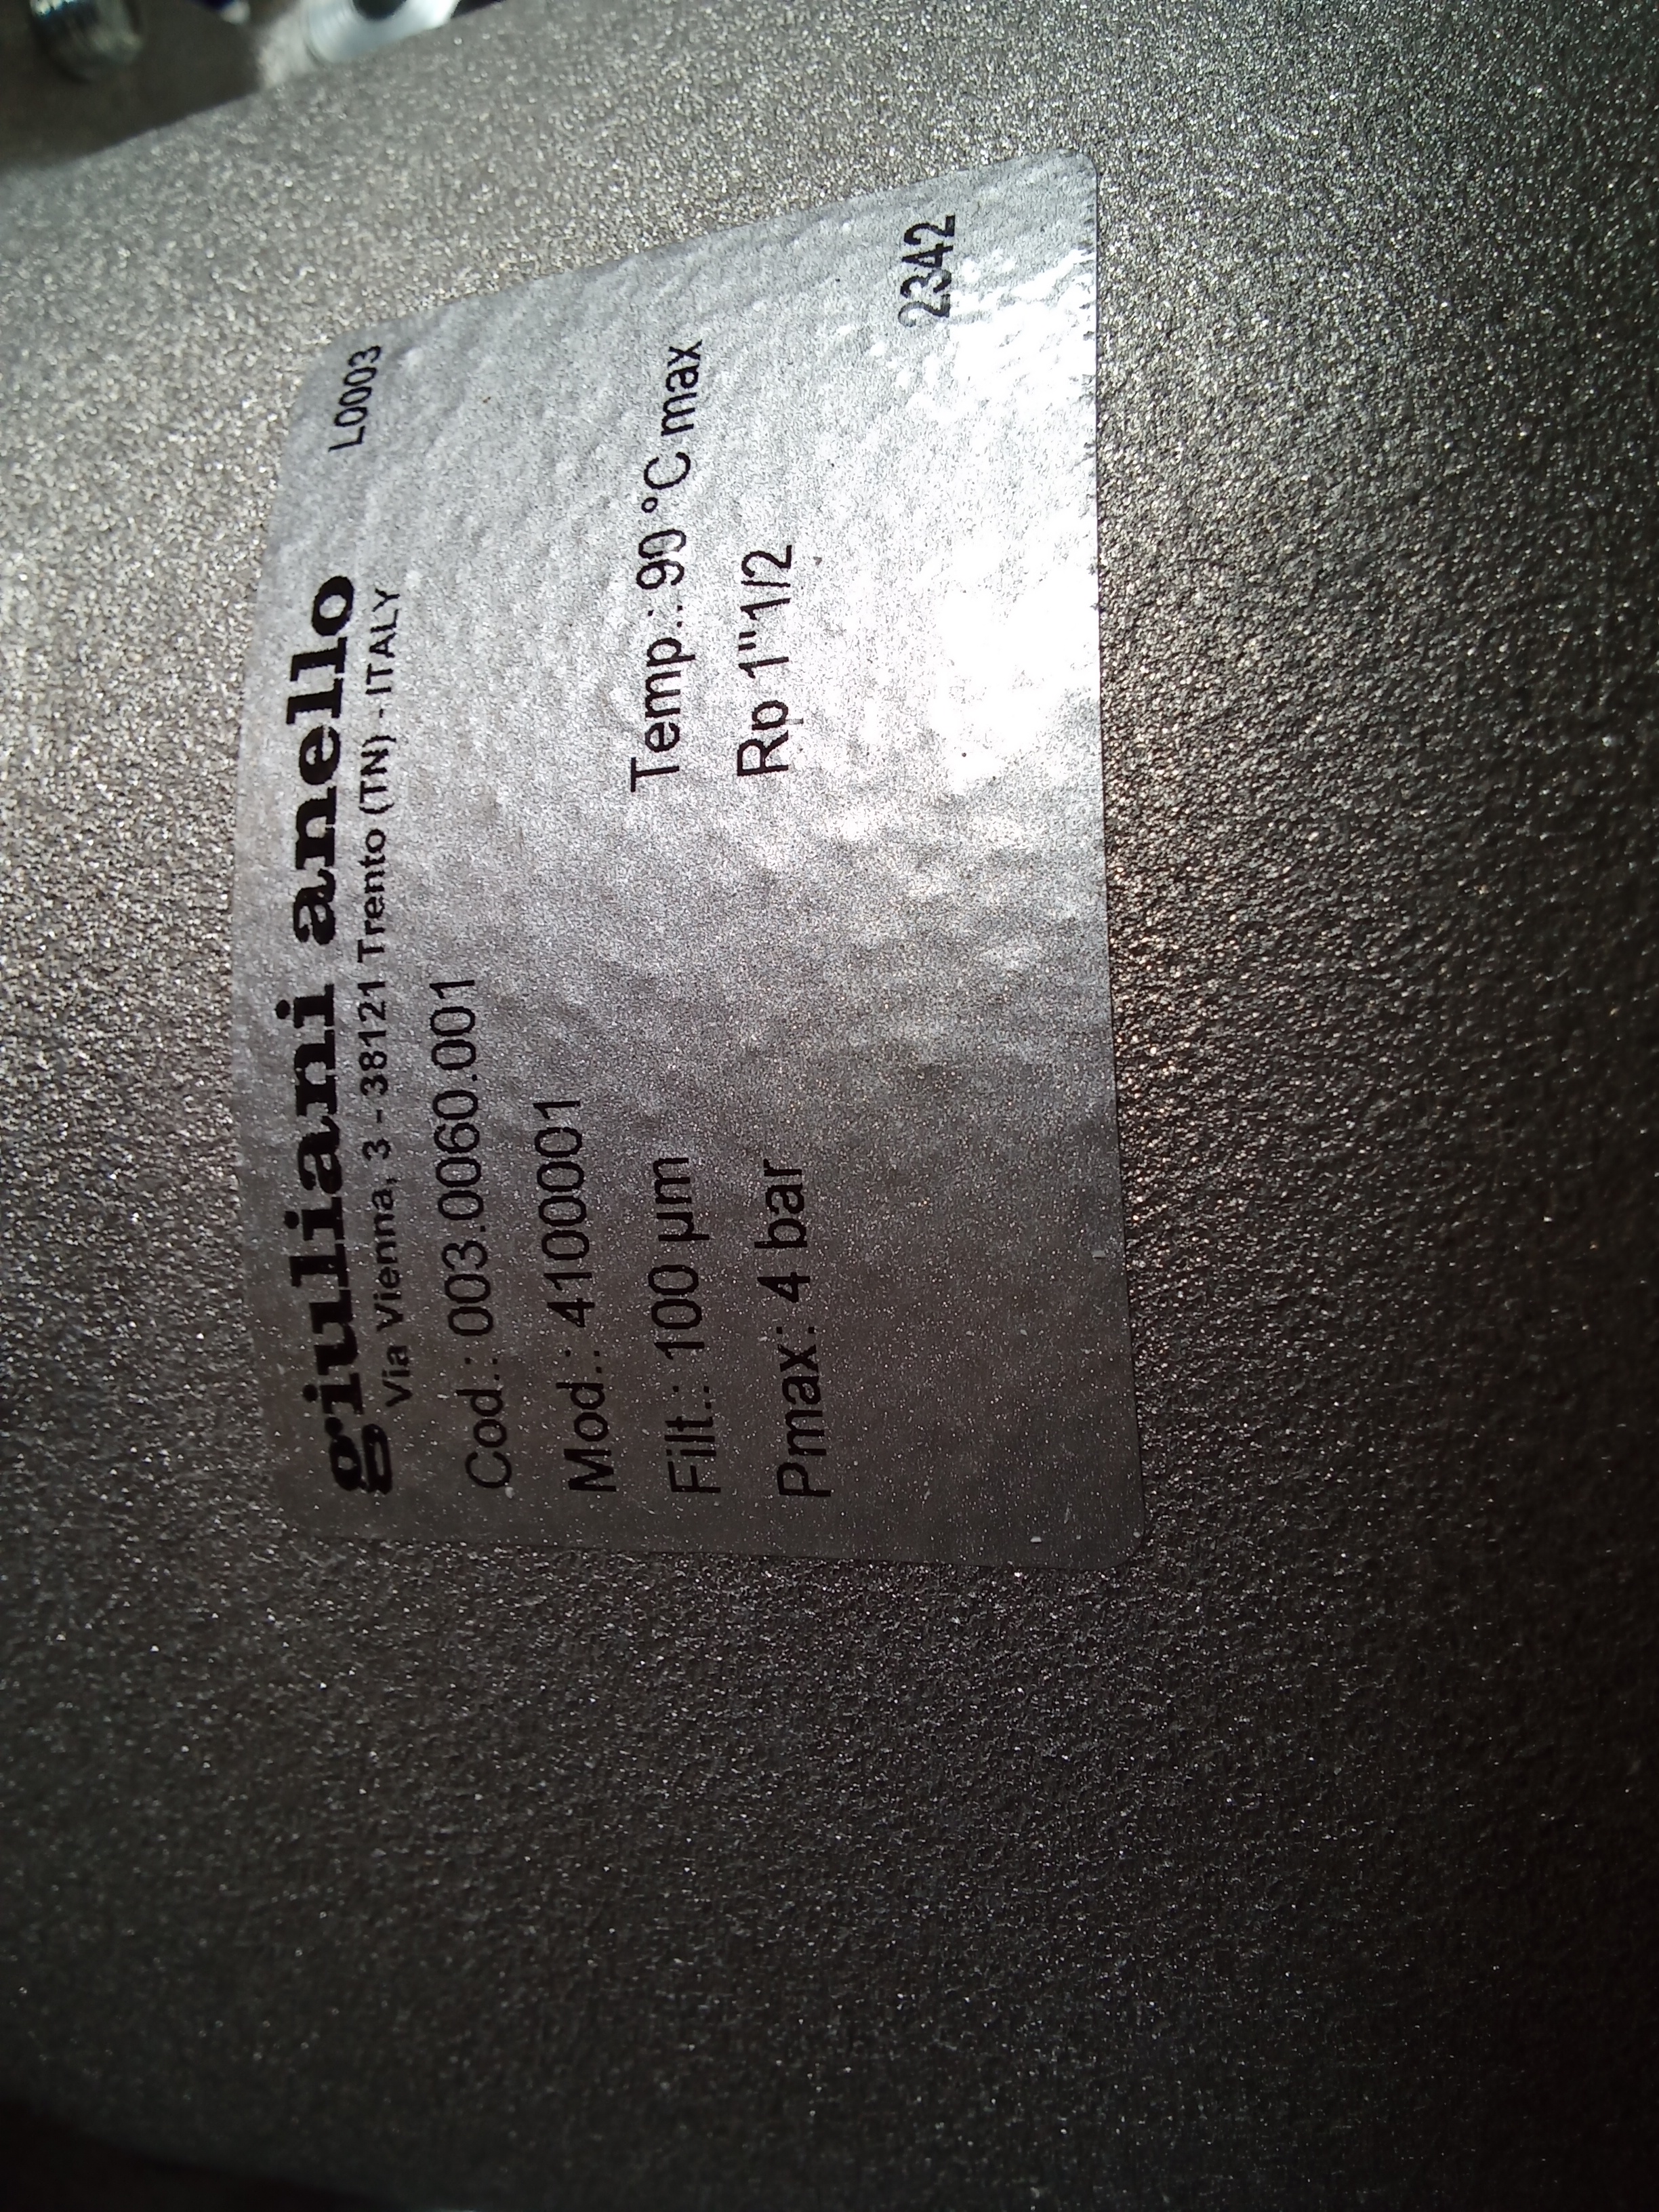 L0003
giuliani anello
Via Vienna, 3 - 38121 Trento (TN) - ITALY
Cod.: 003.0060.001
Mod.: 4100001
Filt.: 100 µm Temp.: 90 °C max
Pmax: 4 bar Rp 1"1/2
2342